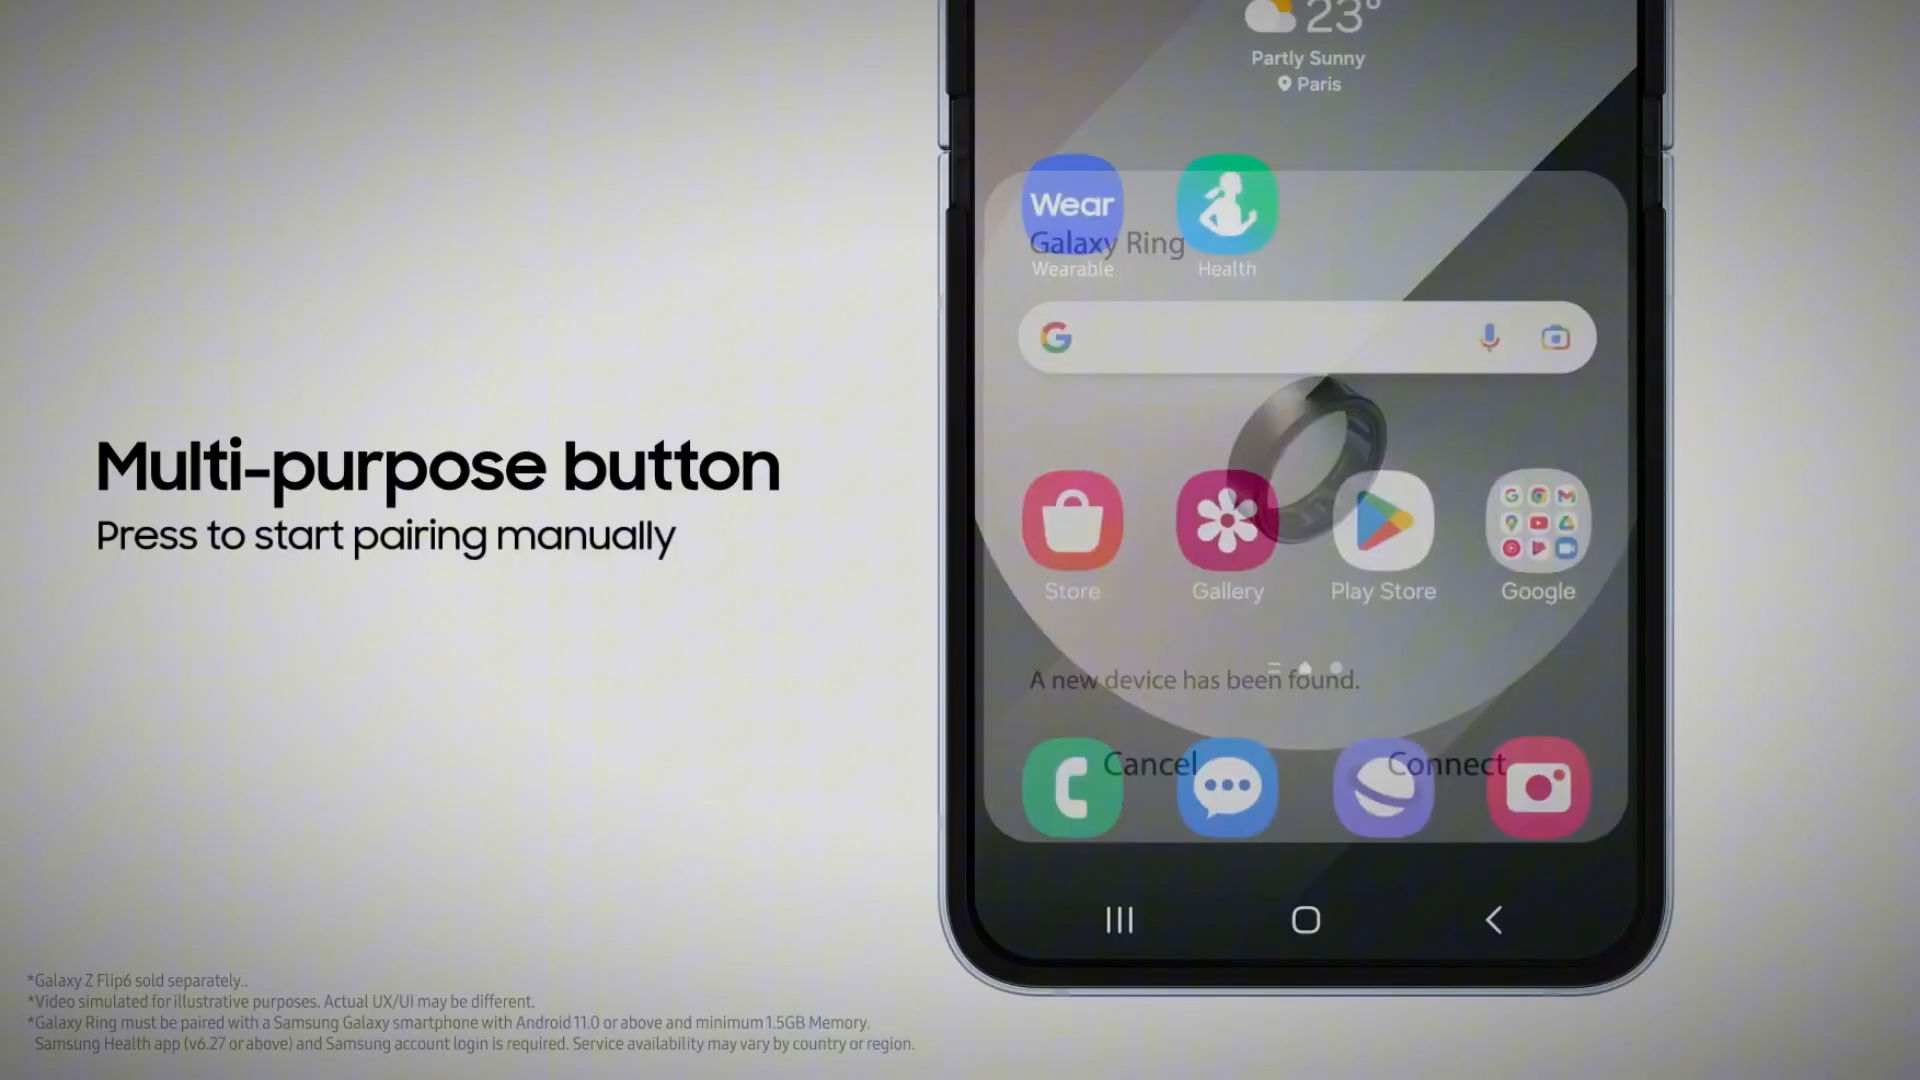 23°
Partly Sunny
Paris
Wear
Galaxy Ring
Wearable Health
Multi-purpose button
Press to start pairing manually
Store Gallery Play Store Google
A new device has been found.
Cancel Connect
*Galaxy Z Flip6 sold separately..
*Video simulated for illustrative purposes. Actual UX/UI may be different.
*Galaxy Ring must be paired with a Samsung Galaxy smartphone with Android 11.0 or above and minimum 1.5GB Memory.
Samsung Health app (v6.27 or above) and Samsung account login is required. Service availability may vary by country or region.